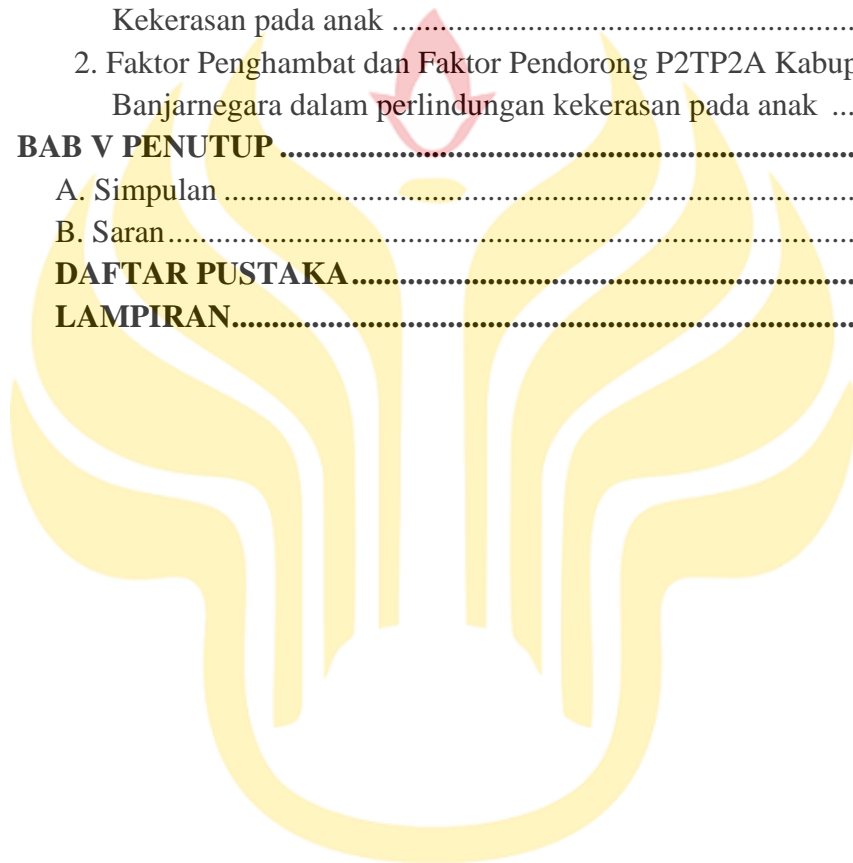 Kekerasan pada anak ..............................................................................
2. Faktor Penghambat dan Faktor Pendorong P2TP2A Kabup
Banjarnegara dalam perlindungan kekerasan pada anak ...
BAB V PENUTUP ..............................................................................
A. Simpulan ..............................................................................
B. Saran..............................................................................
DAFTAR PUSTAKA..............................................................................
LAMPIRAN..............................................................................